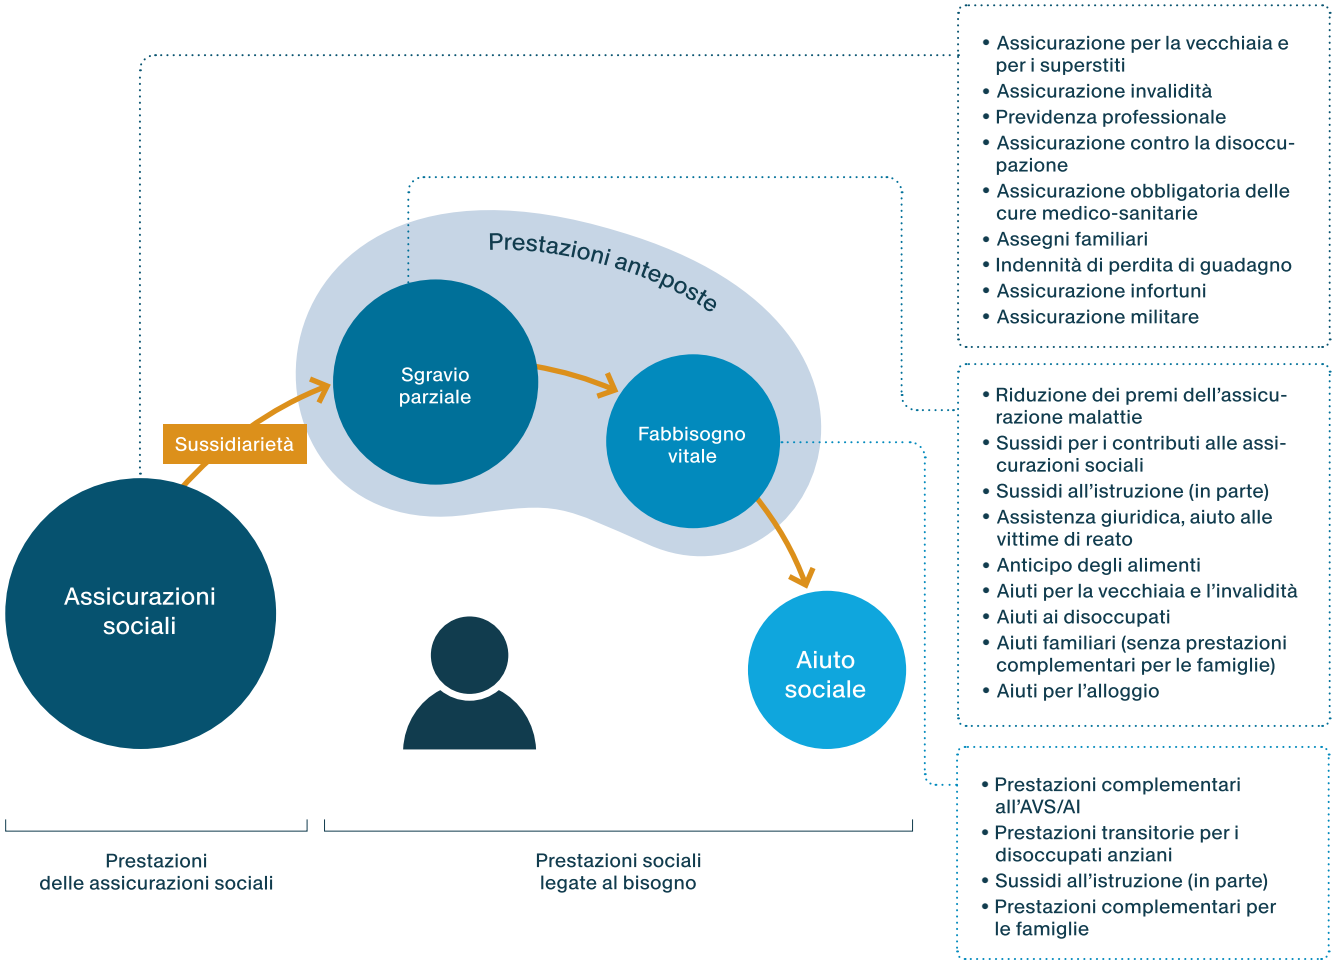 Prestazioni anteposte
Sgravio
parziale
Fabbisogno
vitale
Sussidiarietà
Assicurazioni
sociali
Aiuto
sociale
Prestazioni
delle assicurazioni sociali
Prestazioni sociali
legate al bisogno
• Assicurazione per la vecchiaia e
per i superstiti
• Assicurazione invalidità
• Previdenza professionale
• Assicurazione contro la disoccu-
pazione
• Assicurazione obbligatoria delle
cure medico-sanitarie
• Assegni familiari
• Indennità di perdita di guadagno
• Assicurazione infortuni
• Assicurazione militare
• Riduzione dei premi dell’assicu-
razione malattie
• Sussidi per i contributi alle assi-
curazioni sociali
• Sussidi all’istruzione (in parte)
• Assistenza giuridica, aiuto alle
vittime di reato
• Anticipo degli alimenti
• Aiuti per la vecchiaia e l’invalidità
• Aiuti ai disoccupati
• Aiuti familiari (senza prestazioni
complementari per le famiglie)
• Aiuti per l’alloggio
• Prestazioni complementari
all’AVS/AI
• Prestazioni transitorie per i
disoccupati anziani
• Sussidi all’istruzione (in parte)
• Prestazioni complementari per
le famiglie